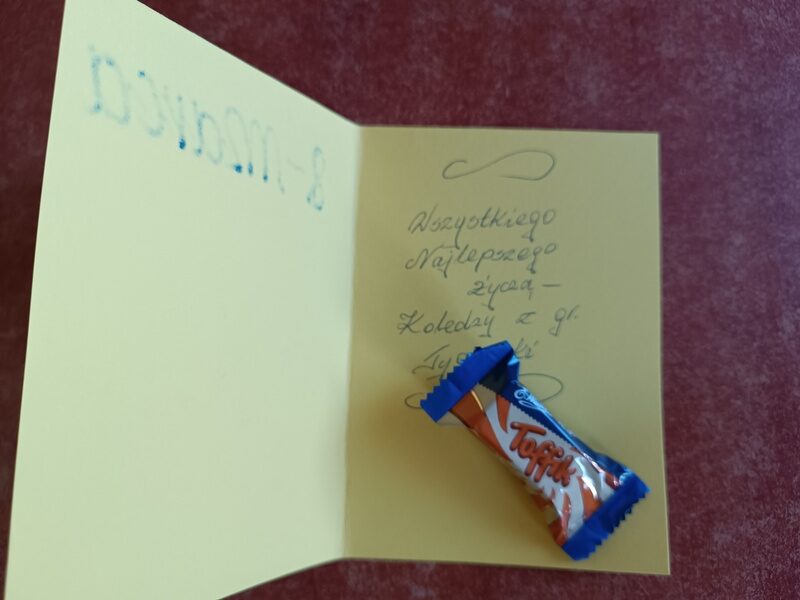 8-Marca
Wszystkiego
Najlepszego
życzą -
Koledzy z gr.
Toffik